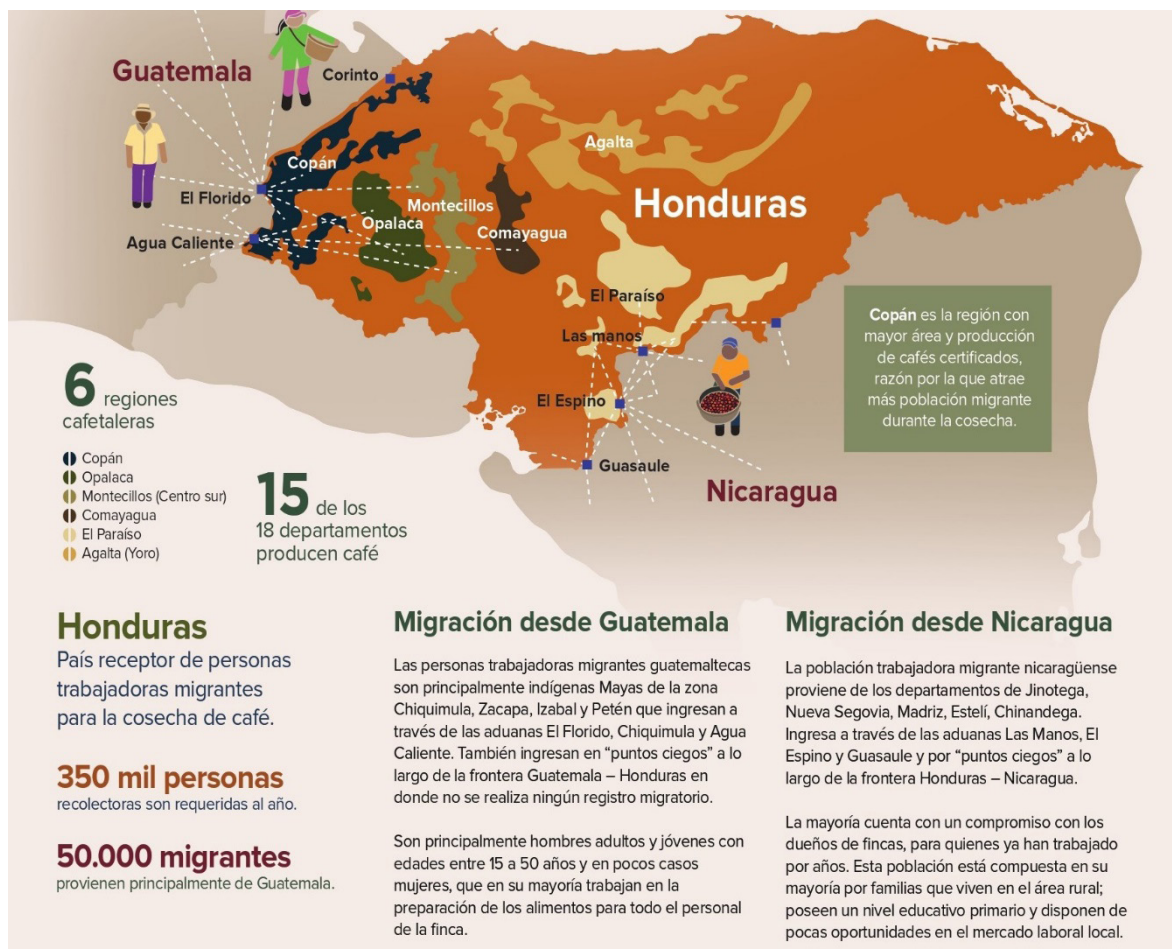 Guatemala
Corinto
Copán
El Florido
Agua Caliente
Montecillos
Opalaca
Comayagua
Agalta
Honduras
El Paraíso
Las manos
El Espino
Guasaule
Nicaragua
Copán es la región con
mayor área y producción
de cafés certificados,
razón por la que atrae
más población migrante
durante la cosecha.
6 regiones
cafetaleras
Copán
Opalaca
Montecillos (Centro sur)
Comayagua
El Paraíso
Agalta (Yoro)
15 de los
18 departamentos
producen café
Honduras
País receptor de personas
trabajadoras migrantes
para la cosecha de café.
350 mil personas
recolectoras son requeridas al año.
50.000 migrantes
provienen principalmente de Guatemala.
Migración desde Guatemala
Las personas trabajadoras migrantes guatemaltecas
son principalmente indígenas Mayas de la zona
Chiquimula, Zacapa, Izabal y Petén que ingresan a
través de las aduanas El Florido, Chiquimula y Agua
Caliente. También ingresan en “puntos ciegos” a lo
largo de la frontera Guatemala – Honduras en
donde no se realiza ningún registro migratorio.
Son principalmente hombres adultos y jóvenes con
edades entre 15 a 50 años y en pocos casos
mujeres, que en su mayoría trabajan en la
preparación de los alimentos para todo el personal
de la finca.
Migración desde Nicaragua
La población trabajadora migrante nicaragüense
proviene de los departamentos de Jinotega,
Nueva Segovia, Madriz, Estelí, Chinandega.
Ingresa a través de las aduanas Las Manos, El
Espino y Guasaule y por “puntos ciegos” a lo
largo de la frontera Honduras – Nicaragua.
La mayoría cuenta con un compromiso con los
dueños de fincas, para quienes ya han trabajado
por años. Esta población está compuesta en su
mayoría por familias que viven en el área rural;
poseen un nivel educativo primario y disponen de
pocas oportunidades en el mercado laboral local.